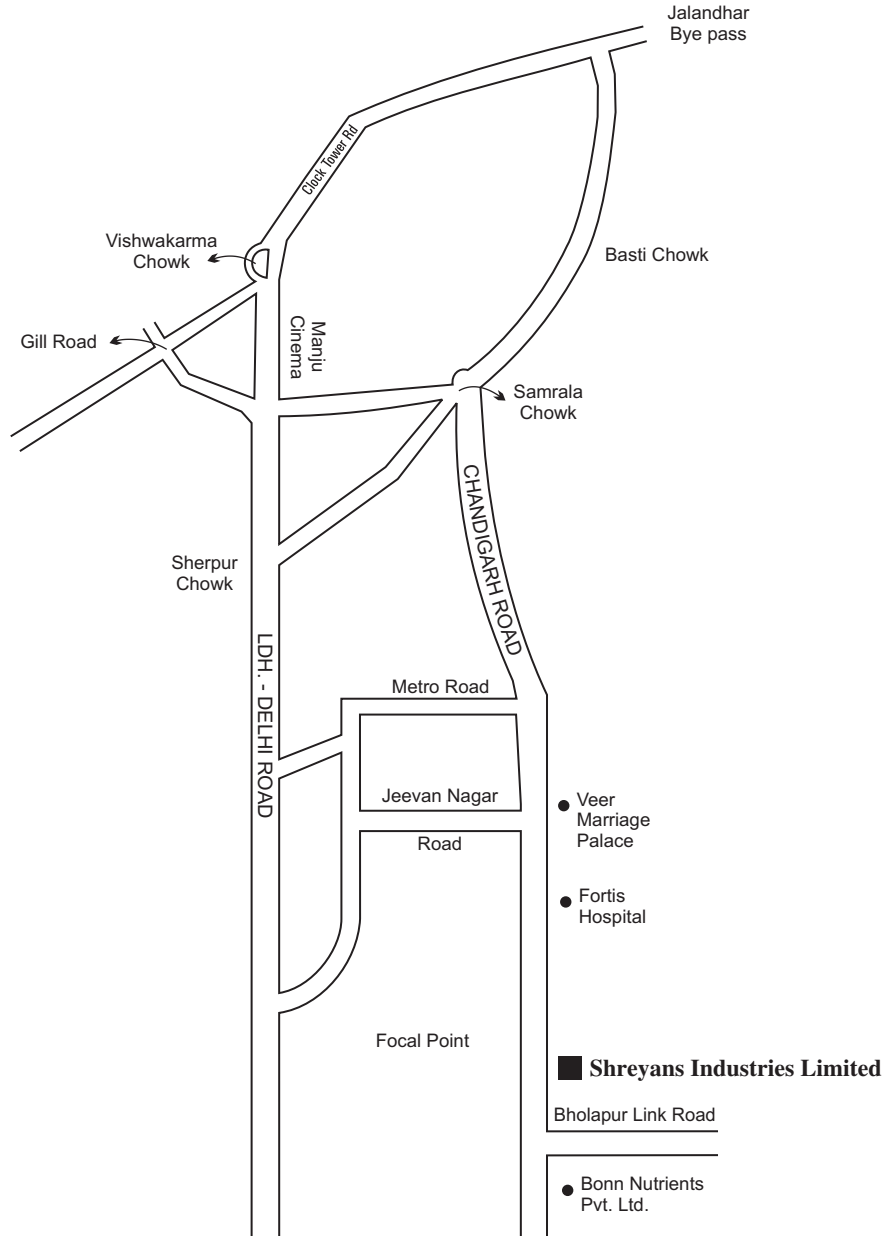 Jalandhar
Bye pass
Clock Tower Rd
Vishwakarma
Chowk
Basti Chowk
Gill Road
Manju
Cinema
Samrala
Chowk
CHANDIGARH ROAD
Sherpur
Chowk
LDH. - DELHI ROAD
Metro Road
Jeevan Nagar
Road
Veer
Marriage
Palace
Fortis
Hospital
Focal Point
Shreyans Industries Limited
Bholapur Link Road
Bonn Nutrients
Pvt. Ltd.